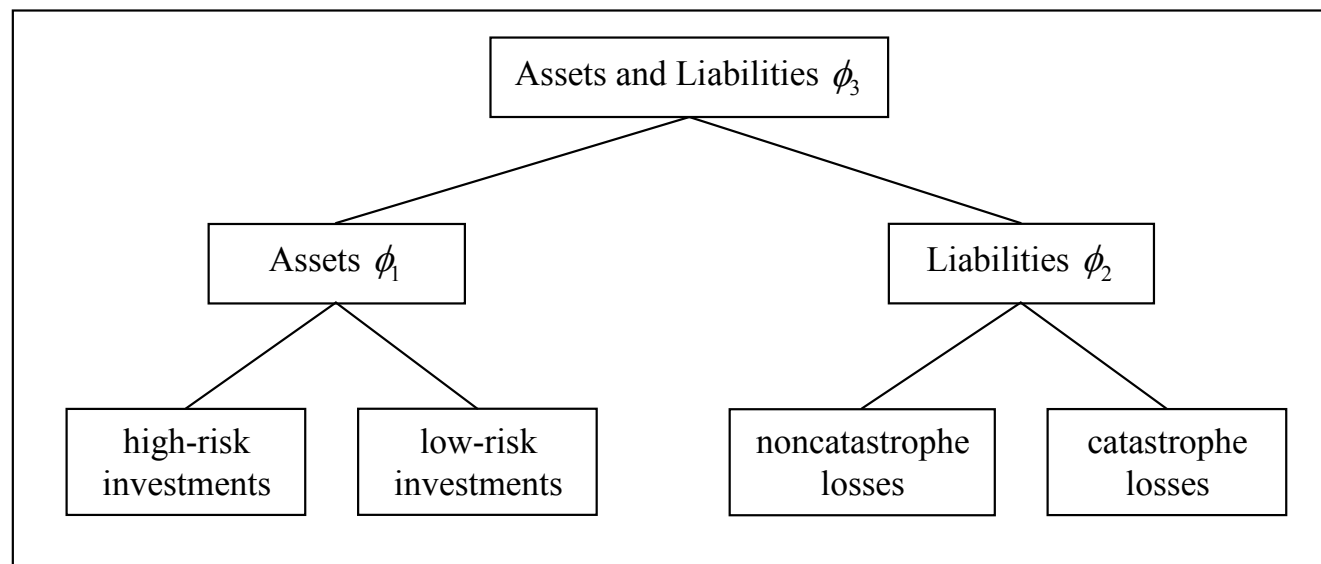 Assets and Liabilities ϕ₃
Assets ϕ₁
Liabilities ϕ₂
high-risk
investments
low-risk
investments
noncatastrophe
losses
catastrophe
losses